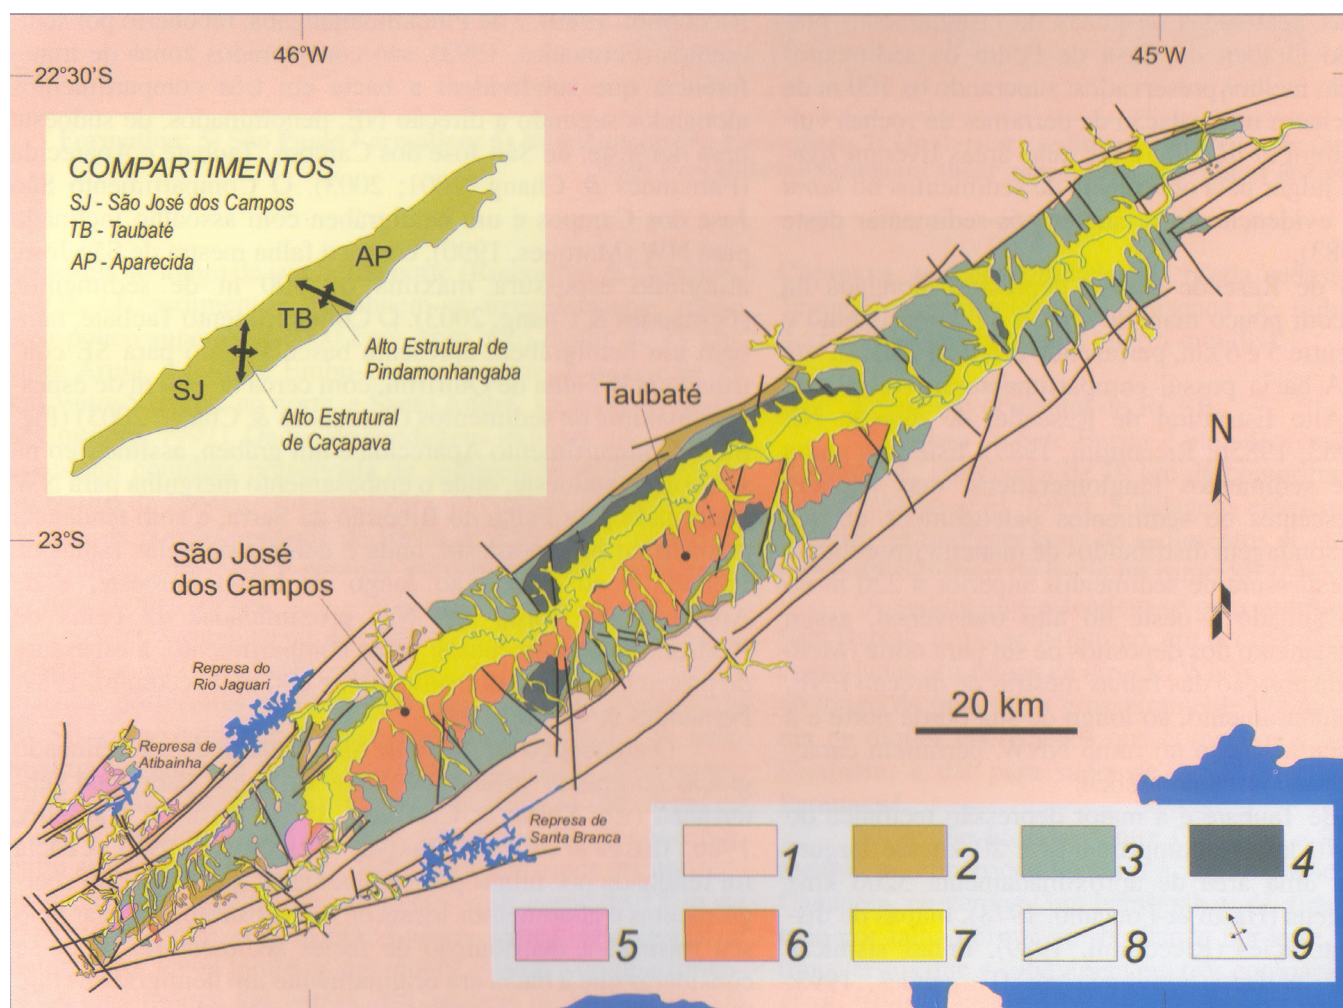 46°W
45°W
22°30'S
COMPARTIMENTOS
SJ - São José dos Campos
TB - Taubaté
AP - Aparecida
AP
TB
SJ
Alto Estrutural de
Pindamonhangaba
Alto Estrutural
de Caçapava
Taubaté
N
23°S
São José
dos Campos
Represa do
Rio Jaguari
20 km
Represa de
Atibainha
Represa de
Santa Branca
1
2
3
4
5
6
7
8
9